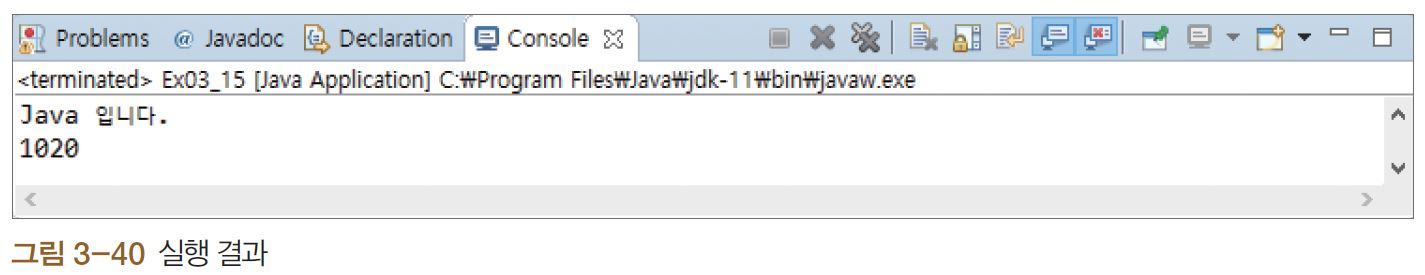 Problems @ Javadoc Declaration Console
<terminated> Ex03_15 [Java Application] C:₩Program Files₩Java₩jdk-11₩bin₩javaw.exe
Java 입니다.
1020
그림 3-40 실행 결과